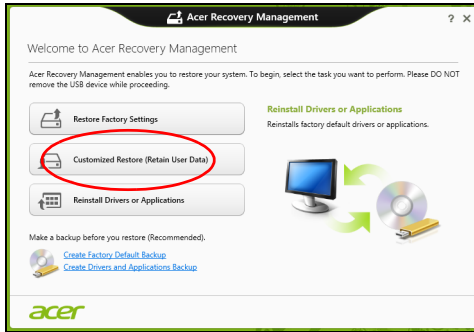 Acer Recovery Management
? X
Welcome to Acer Recovery Management
Acer Recovery Management enables you to restore your system. To begin, select the task you want to perform. Please DO NOT
remove the USB device while proceeding.
Restore Factory Settings
Customized Restore (Retain User Data)
Reinstall Drivers or Applications
Reinstall Drivers or Applications
Reinstalls factory default drivers or applications.
Make a backup before you restore (Recommended).
Create Factory Default Backup
Create Drivers and Applications Backup
acer